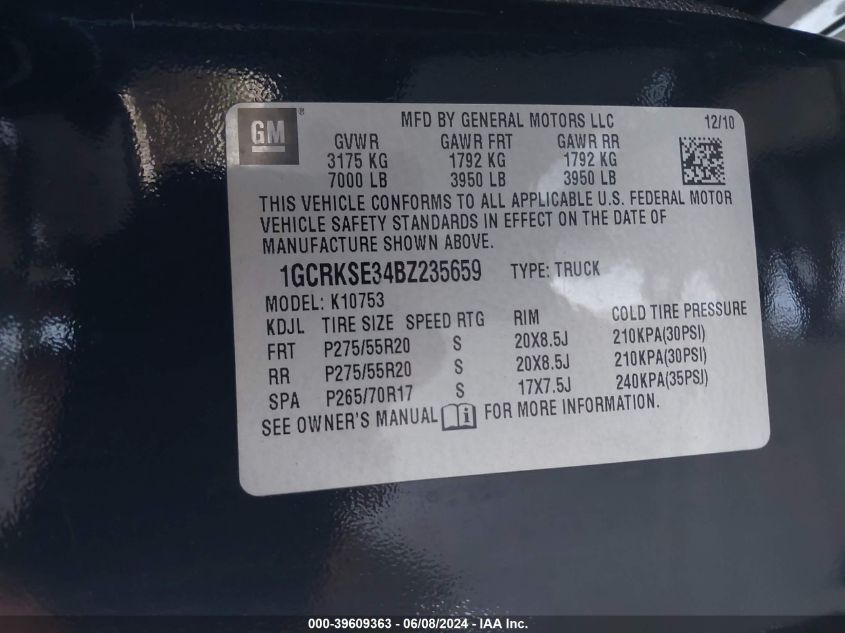 GM ® MFD BY GENERAL MOTORS LLC 12/10
GVWR GAWR FRT GAWR RR
3175 KG 1792 KG 1792 KG
7000 LB 3950 LB 3950 LB
THIS VEHICLE CONFORMS TO ALL APPLICABLE U.S. FEDERAL MOTOR
VEHICLE SAFETY STANDARDS IN EFFECT ON THE DATE OF
MANUFACTURE SHOWN ABOVE.
1GCRKSE34BZ235659 TYPE: TRUCK
MODEL: K10753
KDJL TIRE SIZE SPEED RTG RIM COLD TIRE PRESSURE
FRT P275/55R20 S 20X8.5J 210KPA(30PSI)
RR P275/55R20 S 20X8.5J 210KPA(30PSI)
SPA P265/70R17 S 17X7.5J 240KPA(35PSI)
SEE OWNER'S MANUAL i FOR MORE INFORMATION.
000-39609363 - 06/08/2024 - IAA Inc.